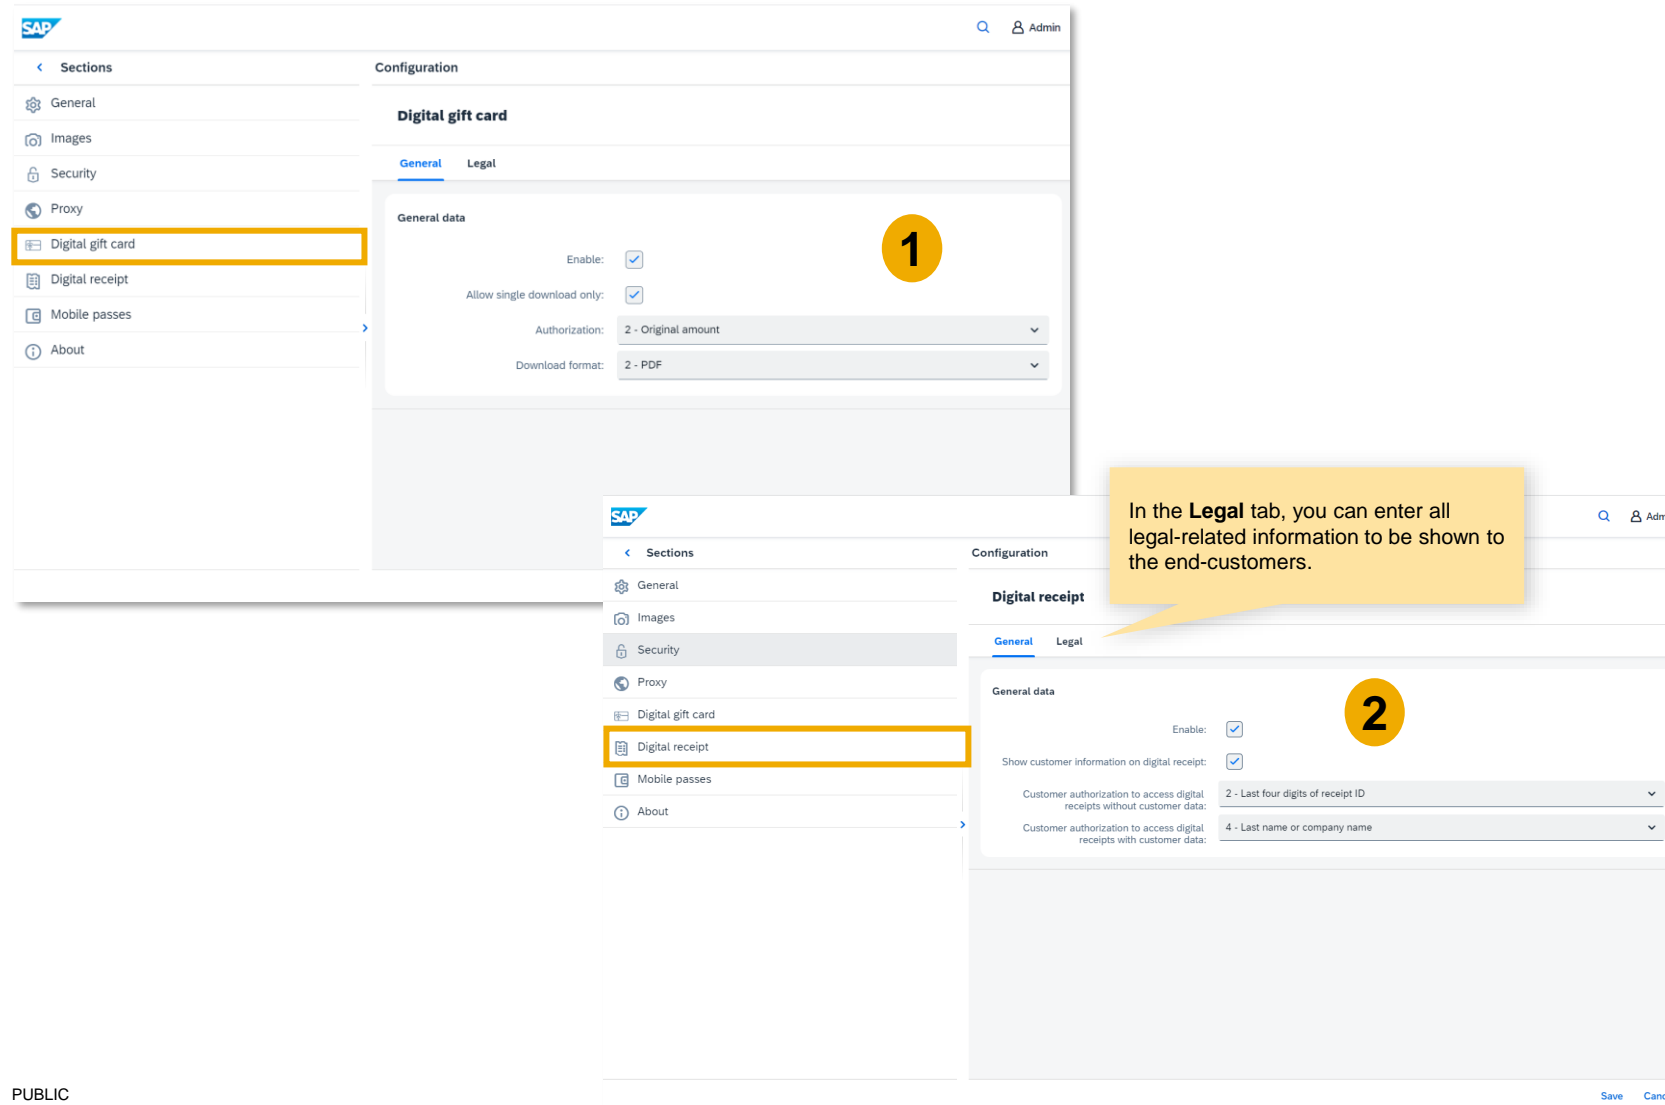 SAP
Admin
Sections
Configuration
General
Digital gift card
Images
General Legal
Security
Proxy
General data
Digital gift card
1
Enable:
Digital receipt
Allow single download only:
Mobile passes
Authorization: 2 - Original amount
About
Download format: 2 - PDF
In the Legal tab, you can enter all
legal-related information to be shown to
the end-customers.
SAP
Adm
Sections
Configuration
General
Digital receipt
Images
General Legal
Security
Proxy
General data
2
Digital gift card
Enable:
Digital receipt
Show customer information on digital receipt:
Mobile passes
Customer authorization to access digital
receipts without customer data:
2 - Last four digits of receipt ID
About
Customer authorization to access digital
receipts with customer data:
4 - Last name or company name
PUBLIC
Save Canc